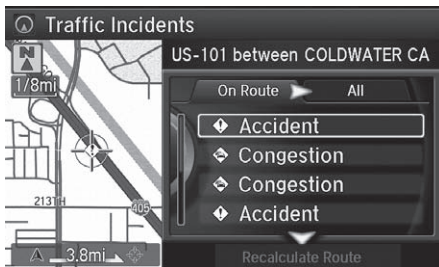 Traffic Incidents
N
US-101 between COLDWATER CA
1/8mi
On Route
All
Accident
Congestion
Congestion
213TH
405
Accident
3.8mi
Recalculate Route